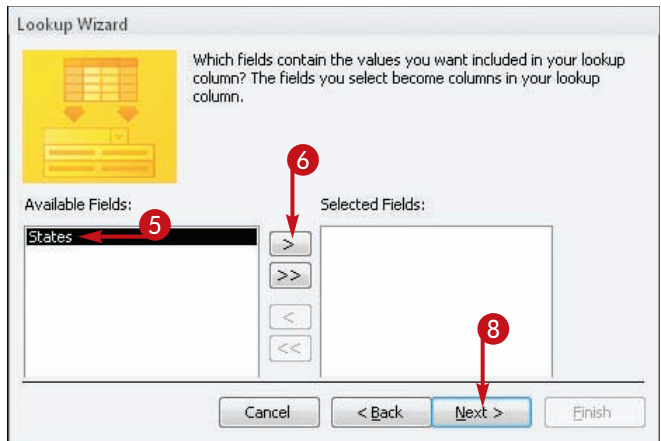 Lookup Wizard
Which fields contain the values you want included in your lookup
column? The fields you select become columns in your lookup
column.
6
Available Fields:
Selected Fields:
States
5
>
>>
<
<<
8
Cancel
< Back
Next >
Finish